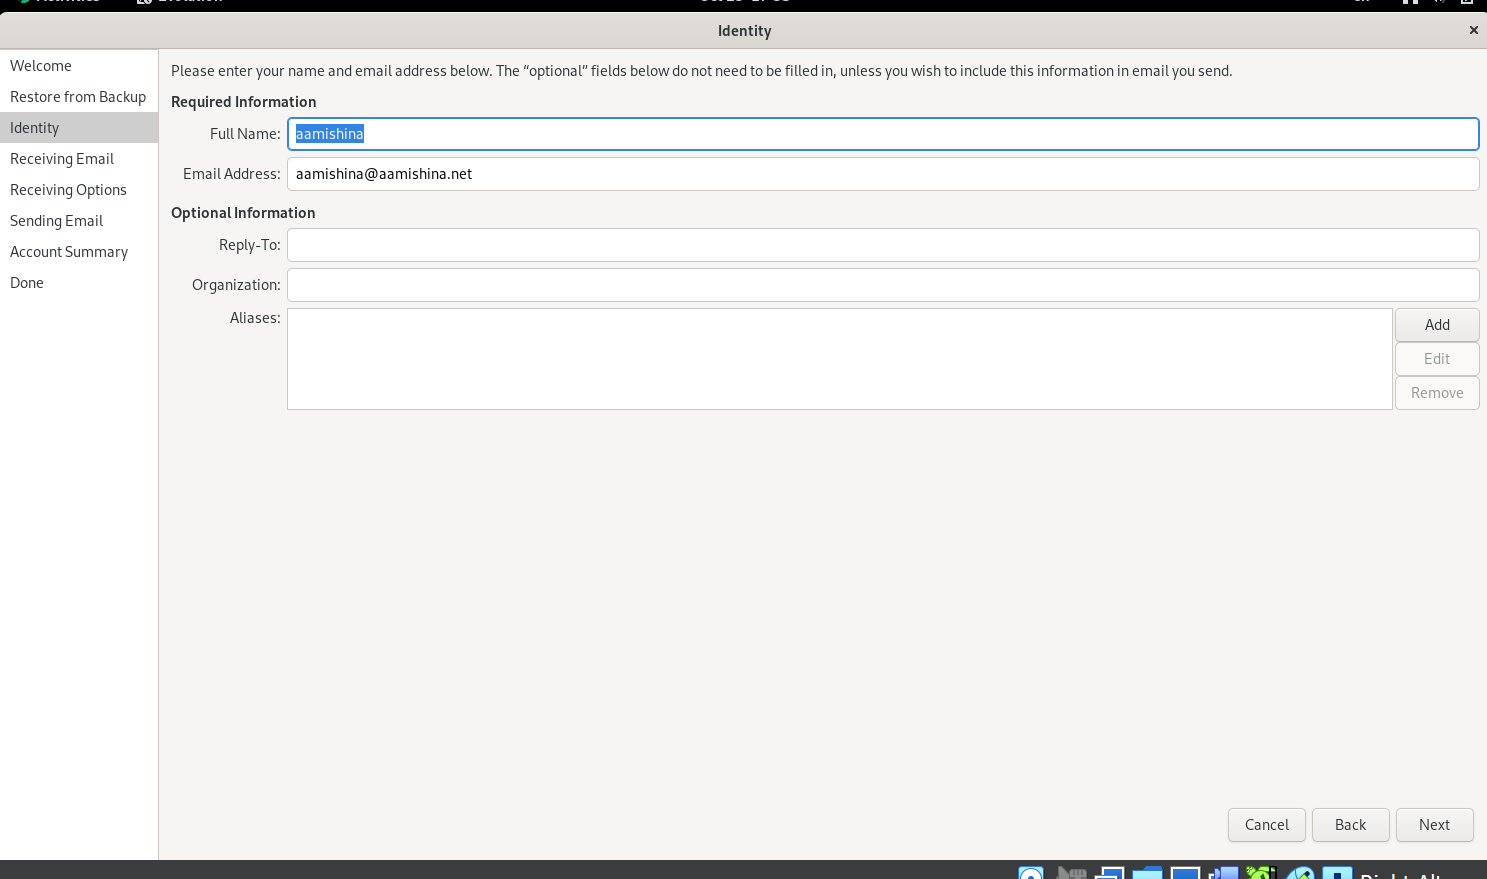 Identity
Welcome
Restore from Backup
Identity
Receiving Email
Receiving Options
Sending Email
Account Summary
Done
Please enter your name and email address below. The “optional” fields below do not need to be filled in, unless you wish to include this information in email you send.
Required Information
Full Name: aamishina
Email Address: aamishina@aamishina.net
Optional Information
Reply-To:
Organization:
Aliases:
Add
Edit
Remove
Cancel Back Next